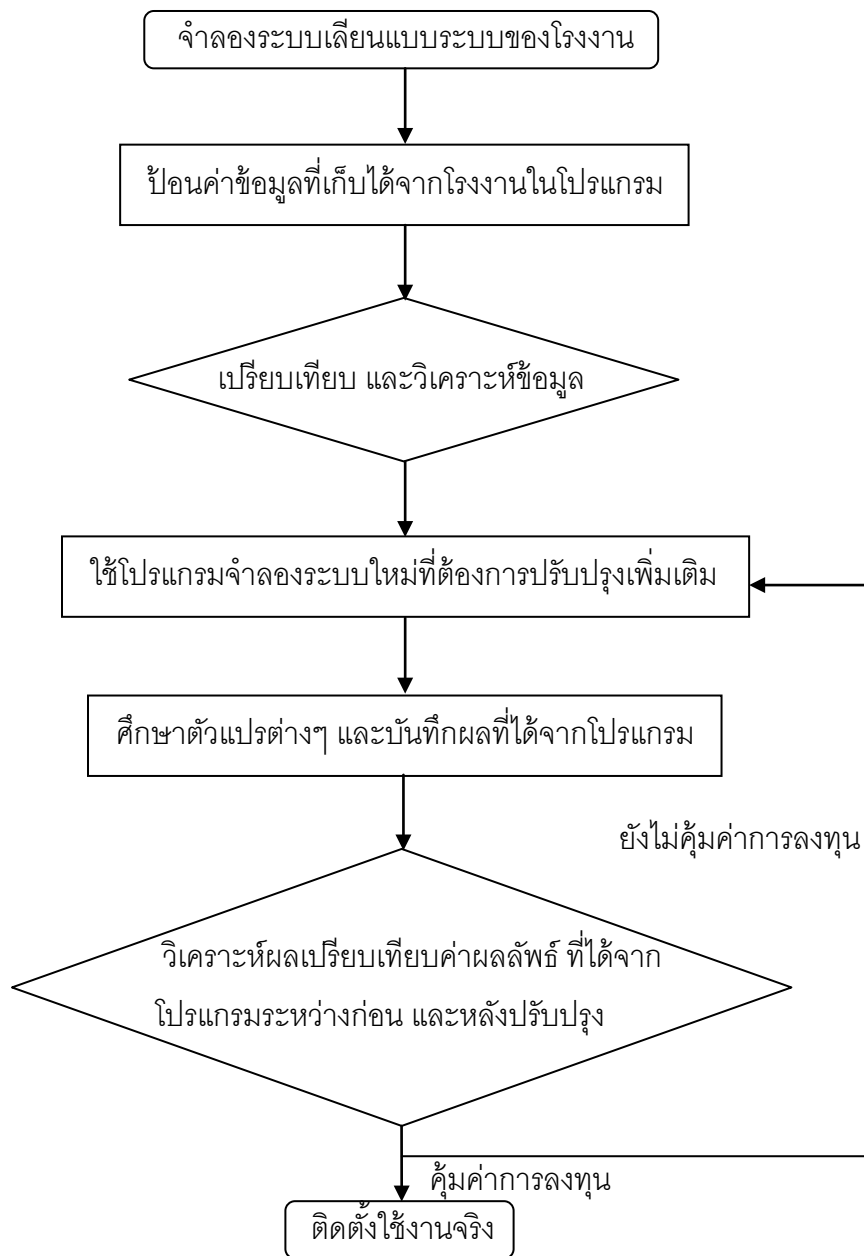 จำลองระบบเลียนแบบระบบของโรงงาน
ป้อนค่าข้อมูลที่เก็บได้จากโรงงานในโปรแกรม
เปรียบเทียบ และวิเคราะห์ข้อมูล
ใช้โปรแกรมจำลองระบบใหม่ที่ต้องการปรับปรุงเพิ่มเติม
ศึกษาตัวแปรต่างๆ และบันทึกผลที่ได้จากโปรแกรม
ยังไม่คุ้มค่าการลงทุน
วิเคราะห์ผลเปรียบเทียบค่าผลลัพธ์ ที่ได้จาก
โปรแกรมระหว่างก่อน และหลังปรับปรุง
คุ้มค่าการลงทุน
ติดตั้งใช้งานจริง